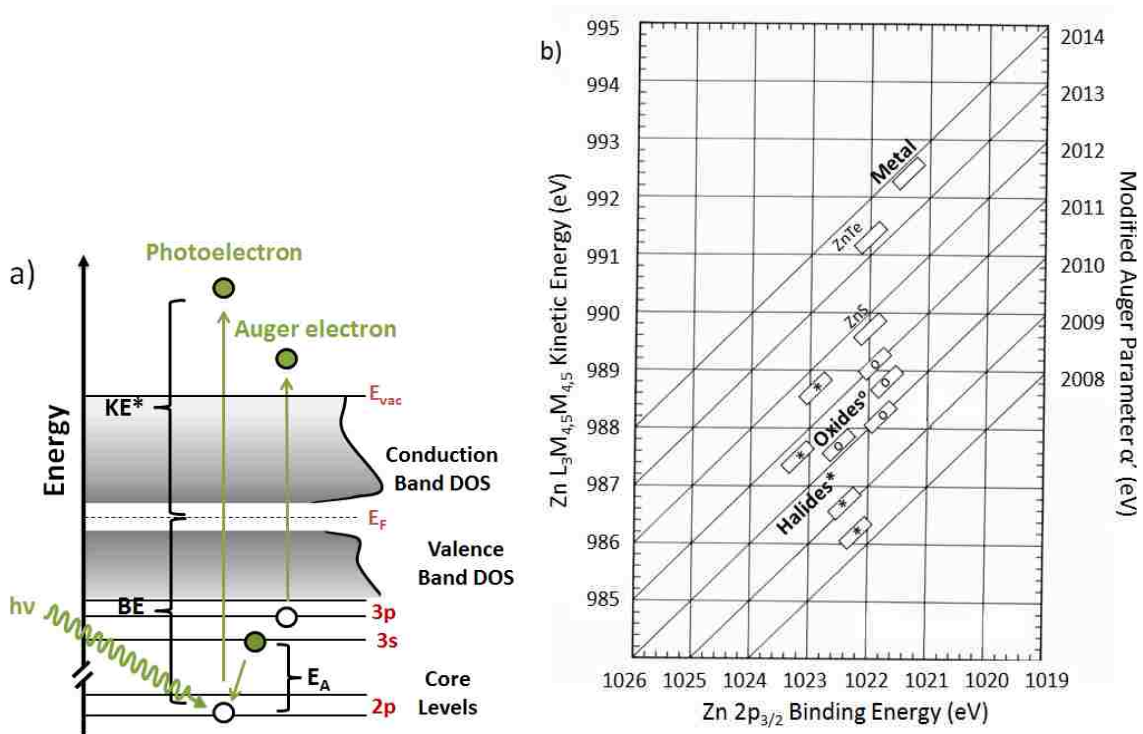 a)
Energy
Photoelectron
Auger electron
E_vac
KE*
Conduction
Band DOS
E_F
Valence
Band DOS
hν
BE
3p
3s
E_A
Core
Levels
2p
b)
Zn L₃M₄,₅M₄,₅ Kinetic Energy (eV)
995
994
993
992
991
990
989
988
987
986
985
Metal
ZnTe
ZnS
o
o
*
o
Oxides°
o
*
Halides*
*
*
2014
2013
2012
2011
2010
2009
2008
Modified Auger Parameter α' (eV)
1026 1025 1024 1023 1022 1021 1020 1019
Zn 2p₃/₂ Binding Energy (eV)